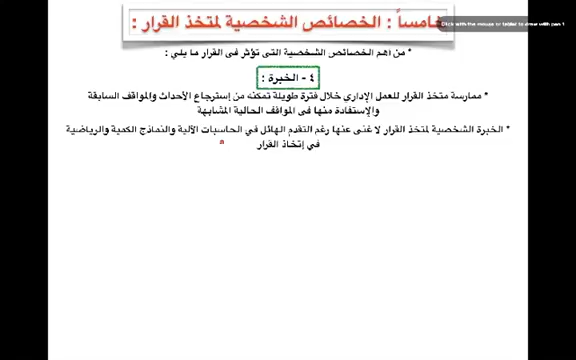 خامساً : الخصائص الشخصية لمتخذ القرار :
Click with the mouse or tablet to draw with pen 1
* من أهم الخصائص الشخصية التى تؤثر فى القرار ما يلي :
٤ - الخبرة :
* ممارسة متخذ القرار للعمل الإداري خلال فترة طويلة تمكنه من إسترجاع الأحداث والمواقف السابقة
والإستفادة منها فى المواقف الحالية المشابهة
* الخبرة الشخصية لمتخذ القرار لا غنى عنها رغم التقدم الهائل في الحاسبات الآلية والنماذج الكمية والرياضية
في إتخاذ القرار